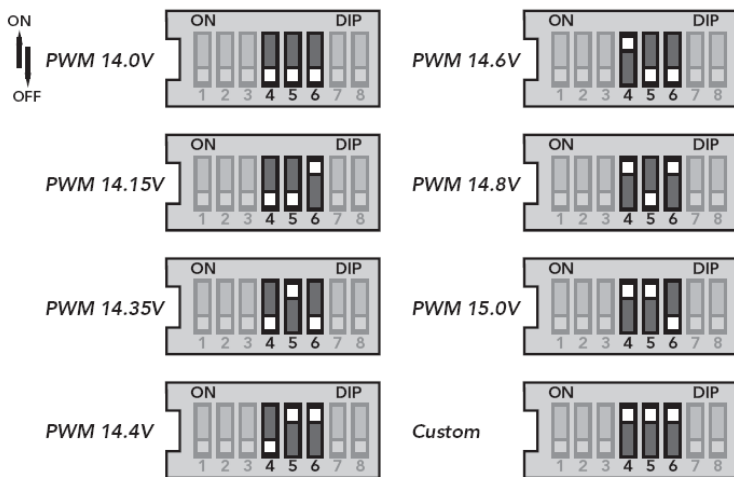 ON
OFF
PWM 14.0V
ON DIP
1 2 3 4 5 6 7 8
PWM 14.6V
ON DIP
1 2 3 4 5 6 7 8
PWM 14.15V
ON DIP
1 2 3 4 5 6 7 8
PWM 14.8V
ON DIP
1 2 3 4 5 6 7 8
PWM 14.35V
ON DIP
1 2 3 4 5 6 7 8
PWM 15.0V
ON DIP
1 2 3 4 5 6 7 8
PWM 14.4V
ON DIP
1 2 3 4 5 6 7 8
Custom
ON DIP
1 2 3 4 5 6 7 8